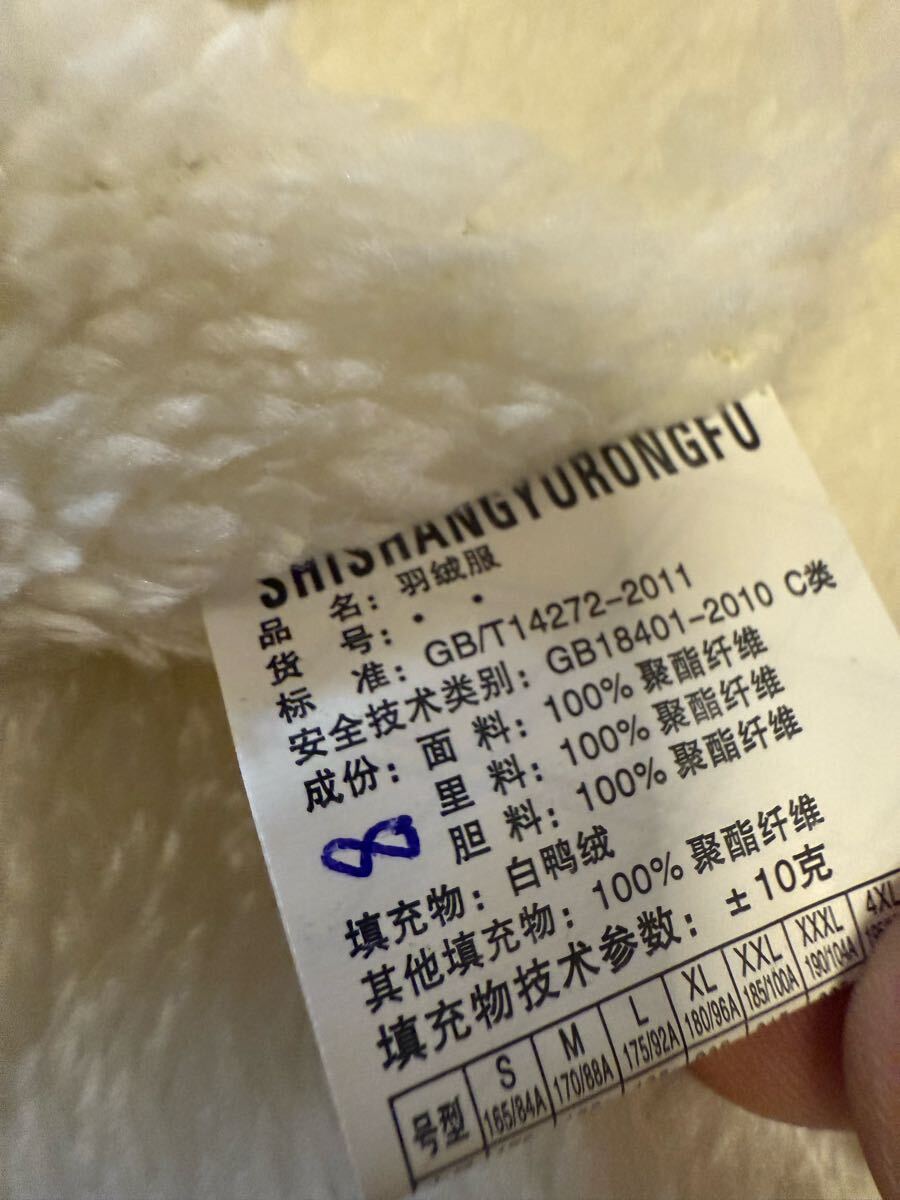 SHISHANGYURONGFU
品 名：羽绒服
货 号：· ·
标 准：GB/T14272-2011
安全技术类别：GB18401-2010 C类
成份：面 料：100% 聚酯纤维
里 料：100% 聚酯纤维
胆 料：100% 聚酯纤维
8
填充物：白鸭绒
其他填充物：100% 聚酯纤维
填充物技术参数：±10克
号型 S M L XL XXL XXXL 4XL
165/84A 170/88A 175/92A 180/96A 185/100A 190/104A